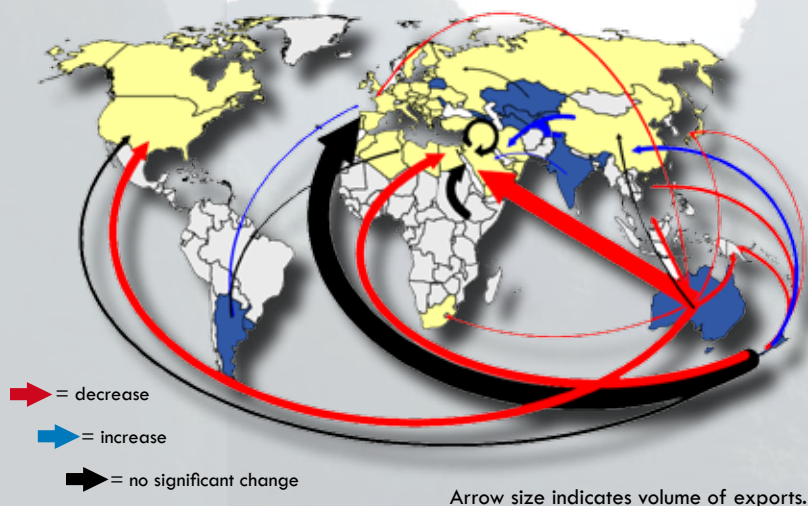 = decrease
= increase
= no significant change
Arrow size indicates volume of exports.